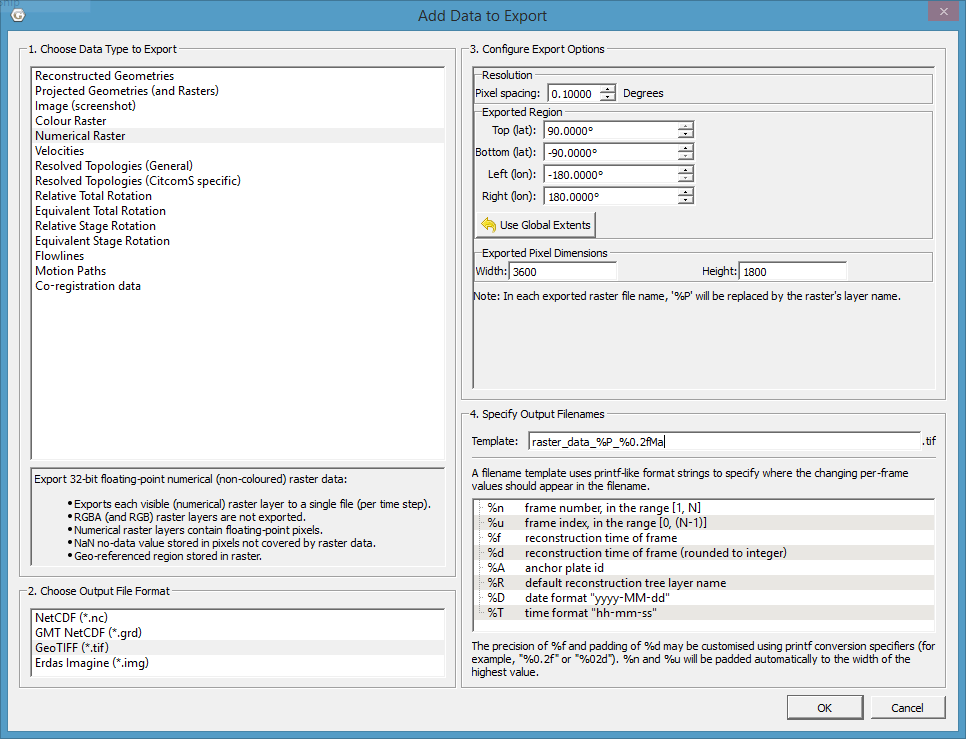 Add Data to Export
1. Choose Data Type to Export
Reconstructed Geometries
Projected Geometries (and Rasters)
Image (screenshot)
Colour Raster
Numerical Raster
Velocities
Resolved Topologies (General)
Resolved Topologies (CitcomS specific)
Relative Total Rotation
Equivalent Total Rotation
Relative Stage Rotation
Equivalent Stage Rotation
Flowlines
Motion Paths
Co-registration data
Export 32-bit floating-point numerical (non-coloured) raster data:
•Exports each visible (numerical) raster layer to a single file (per time step).
•RGBA (and RGB) raster layers are not exported.
•Numerical raster layers contain floating-point pixels.
•NaN no-data value stored in pixels not covered by raster data.
•Geo-referenced region stored in raster.
2. Choose Output File Format
NetCDF (*.nc)
GMT NetCDF (*.grd)
GeoTIFF (*.tif)
Erdas Imagine (*.img)
3. Configure Export Options
Resolution
Pixel spacing: 0.10000 Degrees
Exported Region
Top (lat): 90.0000°
Bottom (lat): -90.0000°
Left (lon): -180.0000°
Right (lon): 180.0000°
Use Global Extents
Exported Pixel Dimensions
Width: 3600 Height: 1800
Note: In each exported raster file name, '%P' will be replaced by the raster's layer name.
4. Specify Output Filenames
Template: raster_data_%P_%0.2fMa .tif
A filename template uses printf-like format strings to specify where the changing per-frame
values should appear in the filename.
%n frame number, in the range [1, N]
%u frame index, in the range [0, (N-1)]
%f reconstruction time of frame
%d reconstruction time of frame (rounded to integer)
%A anchor plate id
%R default reconstruction tree layer name
%D date format "yyyy-MM-dd"
%T time format "hh-mm-ss"
The precision of %f and padding of %d may be customised using printf conversion specifiers (for
example, "%0.2f" or "%02d"). %n and %u will be padded automatically to the width of the
highest value.
OK Cancel